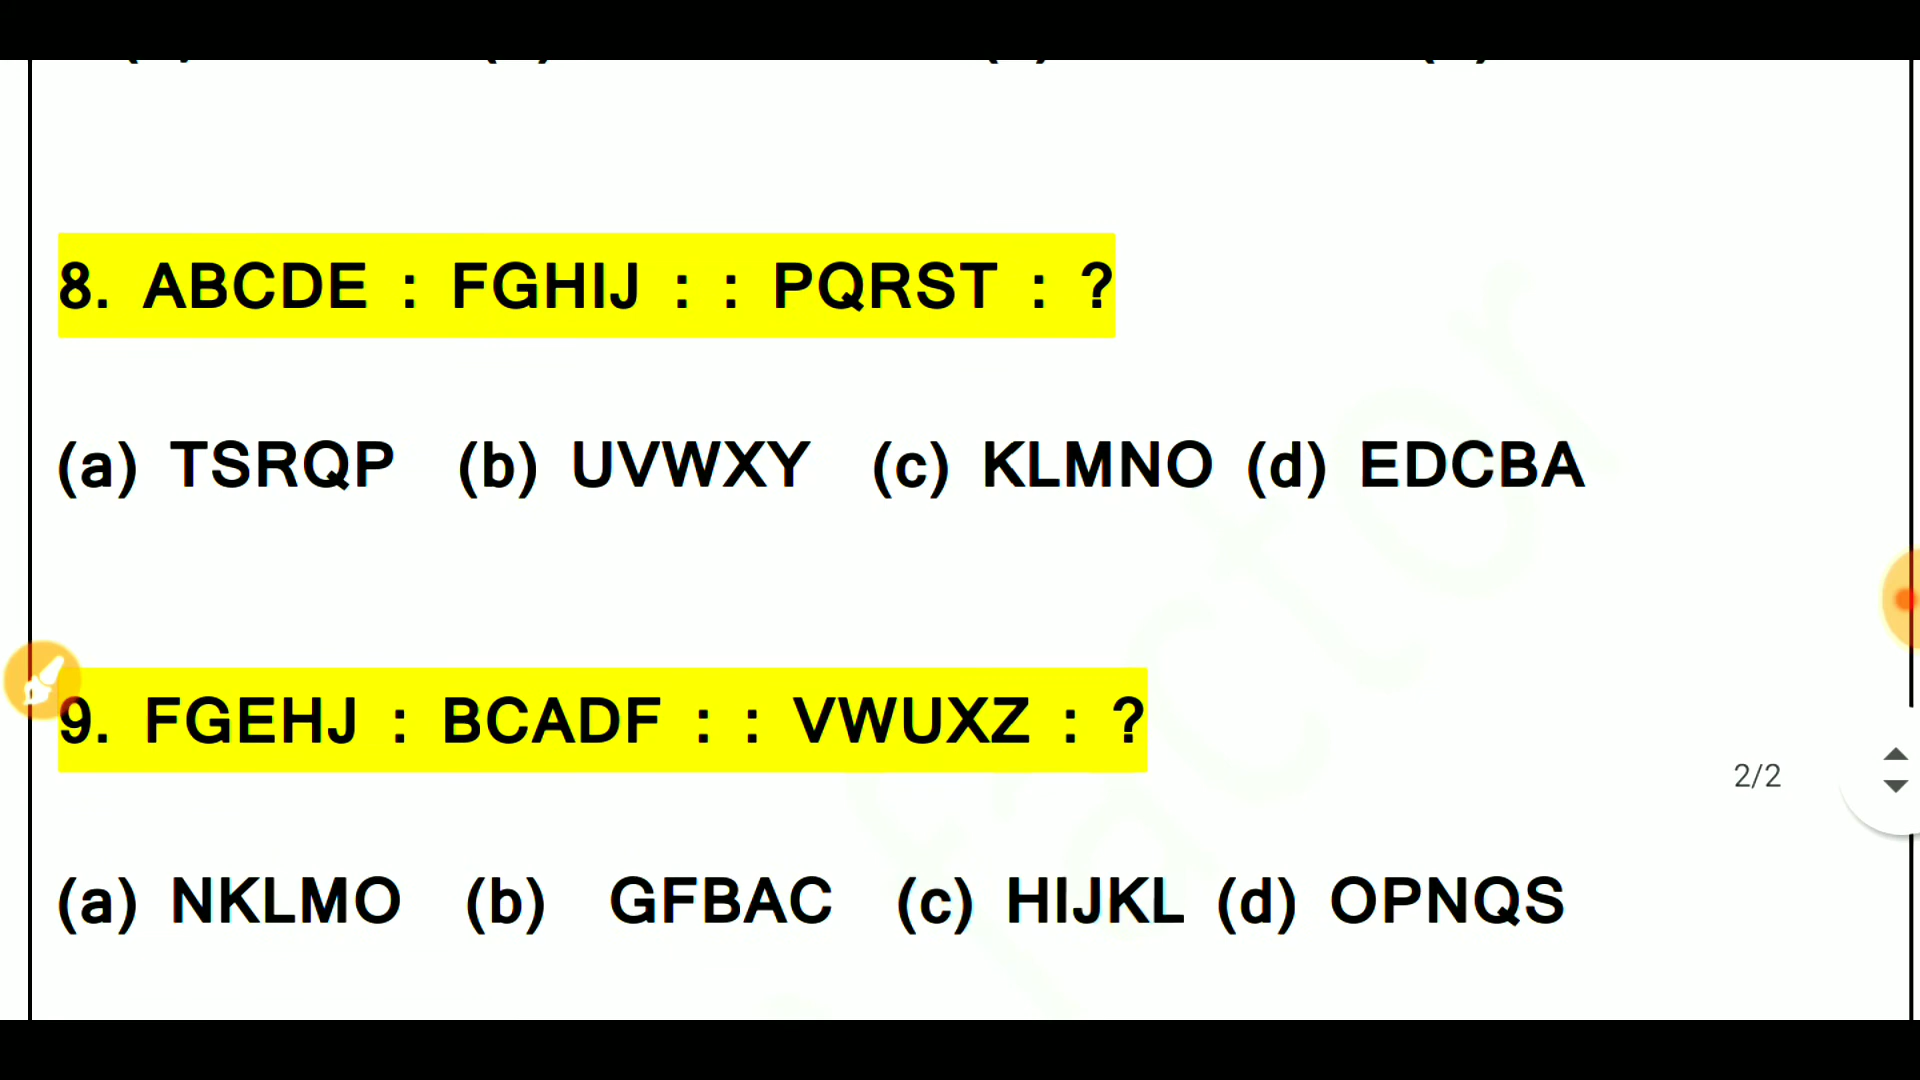 8. ABCDE : FGHIJ : : PQRST : ?
(a) TSRQP (b) UVWXY (c) KLMNO (d) EDCBA
9. FGEHJ : BCADF : : VWUXZ : ?
2/2
(a) NKLMO (b) GFBAC (c) HIJKL (d) OPNQS